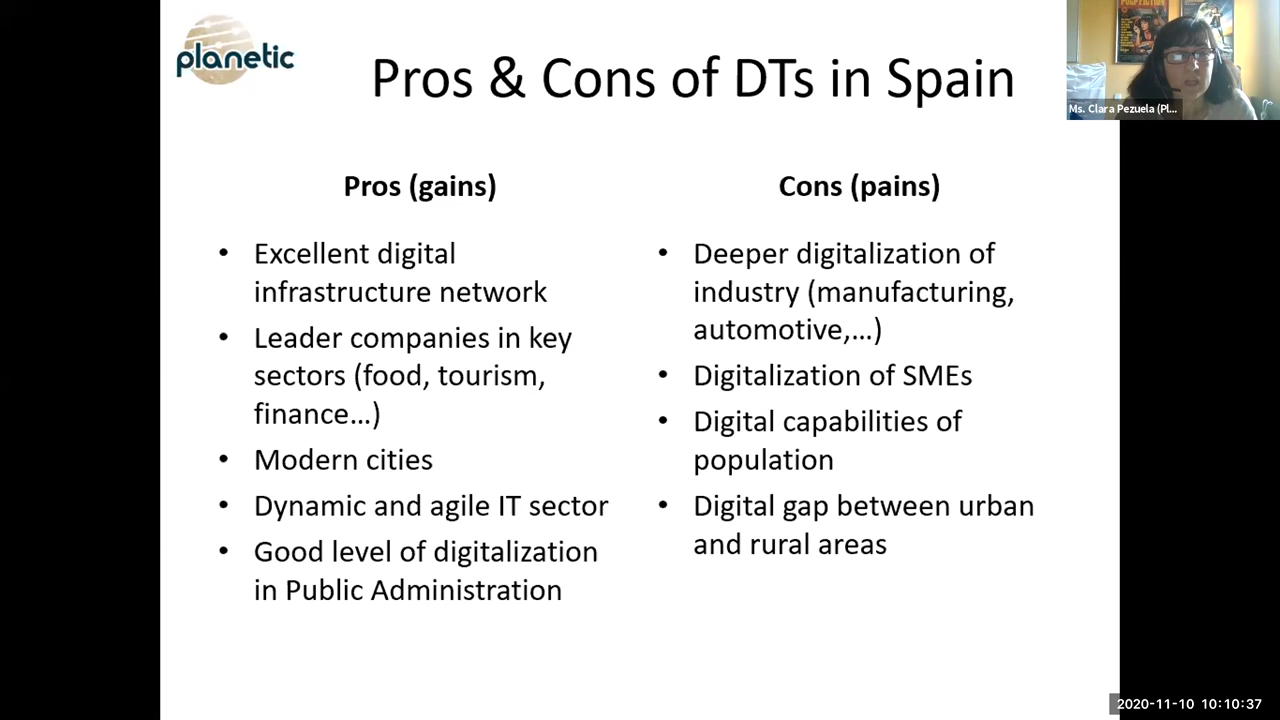 planetic
Pros & Cons of DTs in Spain
Pros (gains)
• Excellent digital
infrastructure network
• Leader companies in key
sectors (food, tourism,
finance...)
• Modern cities
• Dynamic and agile IT sector
• Good level of digitalization
in Public Administration
Cons (pains)
• Deeper digitalization of
industry (manufacturing,
automotive,...)
• Digitalization of SMEs
• Digital capabilities of
population
• Digital gap between urban
and rural areas
PULP FICTION
Ms. Clara Pezuela (Pl...
2020-11-10 10:10:37